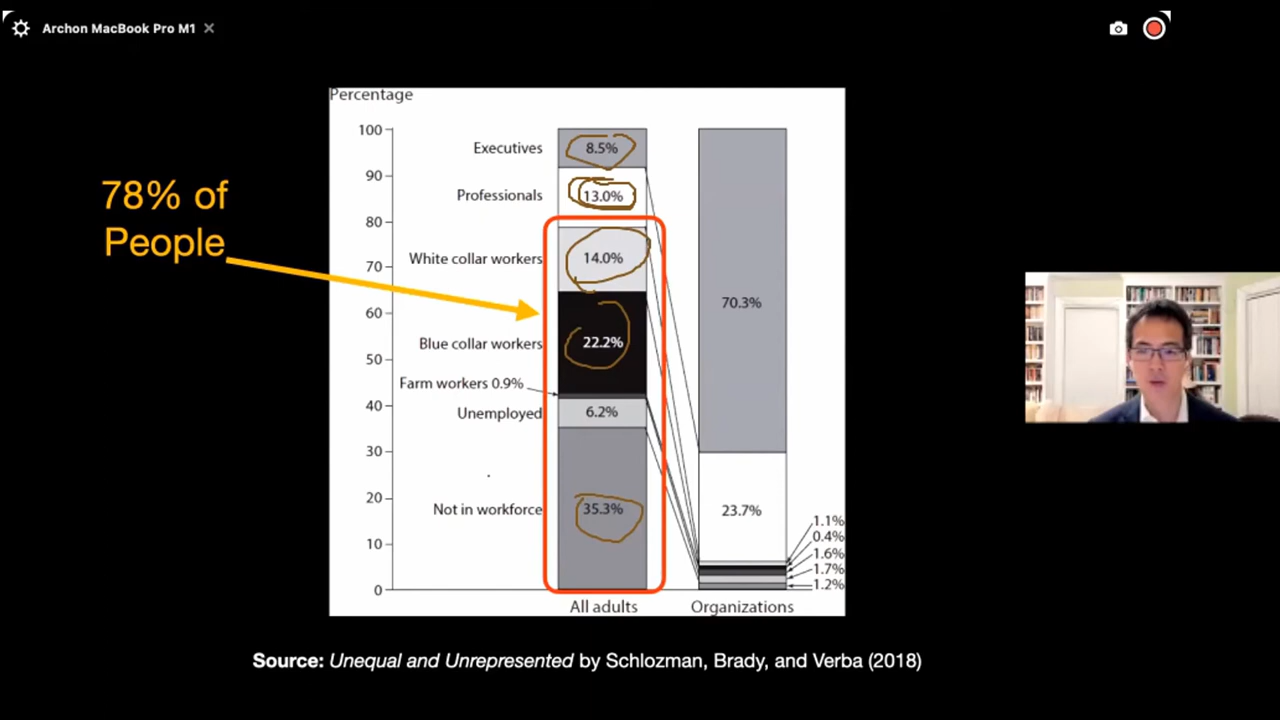 Archon MacBook Pro M1 ×
Percentage
100
90
80
70
60
50
40
30
20
10
0
Executives
Professionals
White collar workers
Blue collar workers
Farm workers 0.9%
Unemployed
Not in workforce
8.5%
13.0%
14.0%
22.2%
6.2%
35.3%
70.3%
23.7%
1.1%
0.4%
1.6%
1.7%
1.2%
All adults
Organizations
78% of
People
Source: Unequal and Unrepresented by Schlozman, Brady, and Verba (2018)